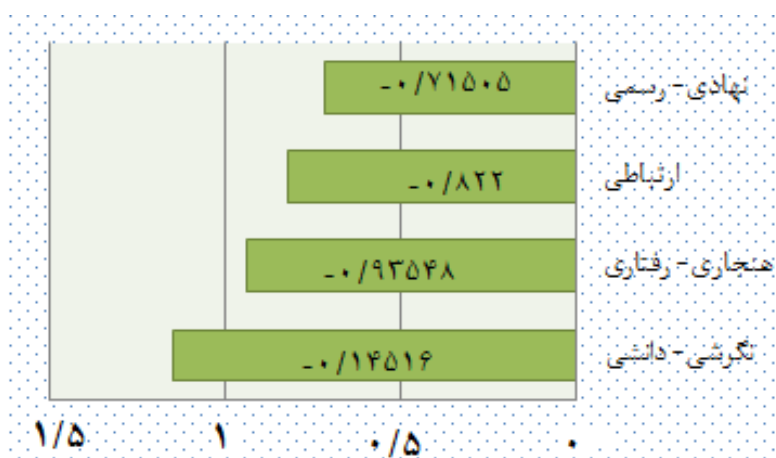 نهادی- رسمی -۰/۷۱۵۰۵
ارتباطی -۰/۸۲۲
هنجاری- رفتاری -۰/۹۳۵۴۸
نگرشی- دانشی -۰/۱۴۵۱۶
۰ ۰/۵ ۱ ۱/۵